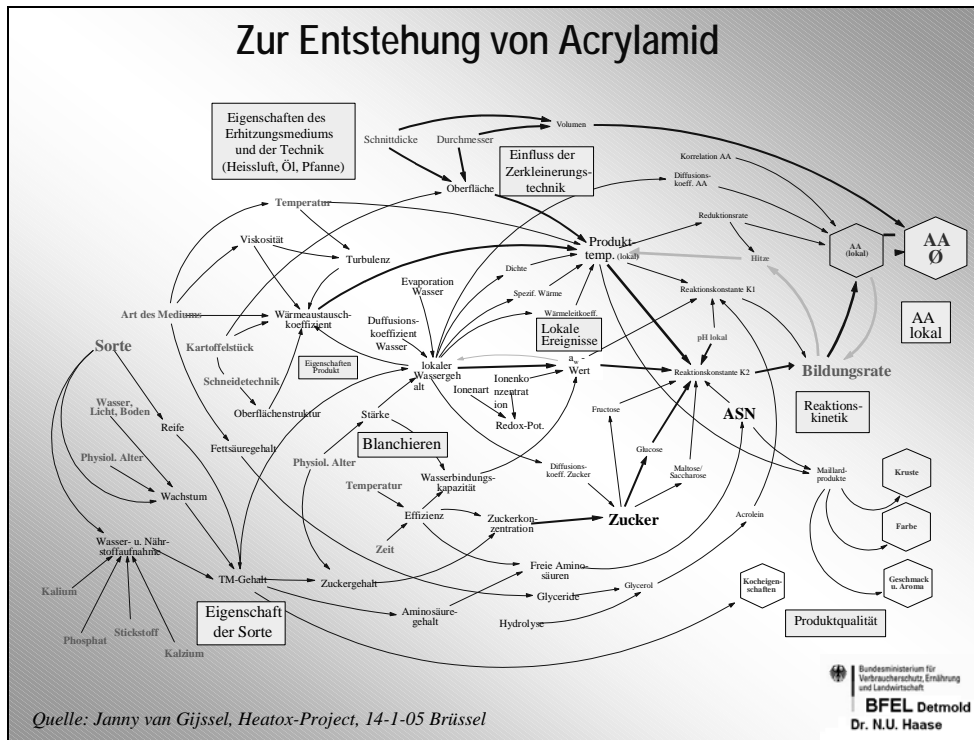 Zur Entstehung von Acrylamid
Eigenschaften des
Erhitzungsmediums
und der Technik
(Heissluft, Öl, Pfanne)
Schnittdicke
Durchmesser
Volumen
Einfluss der
Zerkleinerungs-
technik
Korrelation AA
Diffusions-
koeff. AA
Oberfläche
Temperatur
Reduktionsrate
Viskosität
Turbulenz
Produkt-
temp. (lokal)
Hitze
AA
(lokal)
AA
Ø
Dichte
Evaporation
Wasser
Spezif. Wärme
Reaktionskonstante K1
Art des Mediums
Wärmeaustausch-
koeffizient
Duffusions-
koeffizient
Wasser
Wärmeleitkoeff.
Lokale
Ereignisse
AA
lokal
pH lokal
Sorte
Kartoffelstück
Eigenschaften
Produkt
lokaler
Wassergeh
alt
aw -
Wert
Reaktionskonstante K2
Bildungsrate
Schneidetechnik
Ionenart
Ionenko
nzentrat
ion
Redox-Pot.
Wasser,
Licht, Boden
Oberflächenstruktur
Stärke
Fructose
ASN
Reaktions-
kinetik
Reife
Blanchieren
Fettsäuregehalt
Glucose
Physiol. Alter
Physiol. Alter
Wasserbindungs-
kapazität
Diffusions-
koeff. Zucker
Maltose/
Saccharose
Maillard-
produkte
Kruste
Wachstum
Temperatur
Effizienz
Zuckerkon-
zentration
Zucker
Acrolein
Farbe
Zeit
Wasser- u. Nähr-
stoffaufnahme
Freie Amino-
säuren
TM-Gehalt
Zuckergehalt
Glyceride
Glycerol
Kocheigen-
schaften
Geschmack
u. Aroma
Kalium
Eigenschaft
der Sorte
Aminosäure-
gehalt
Hydrolyse
Produktqualität
Phosphat
Stickstoff
Kalzium
Bundesministerium für
Verbraucherschutz, Ernährung
und Landwirtschaft
BFEL Detmold
Dr. N.U. Haase
Quelle: Janny van Gijssel, Heatox-Project, 14-1-05 Brüssel